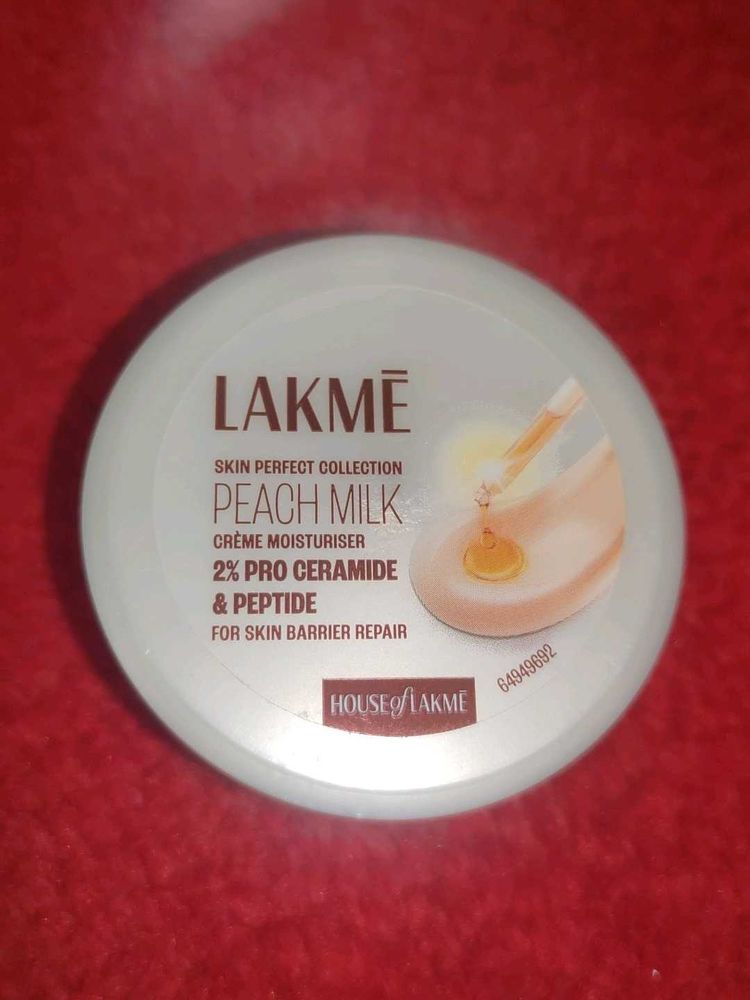 LAKMĒ
SKIN PERFECT COLLECTION
PEACH MILK
CRÈME MOISTURISER
2% PRO CERAMIDE
& PEPTIDE
FOR SKIN BARRIER REPAIR
64949692
HOUSE of LAKMĒ